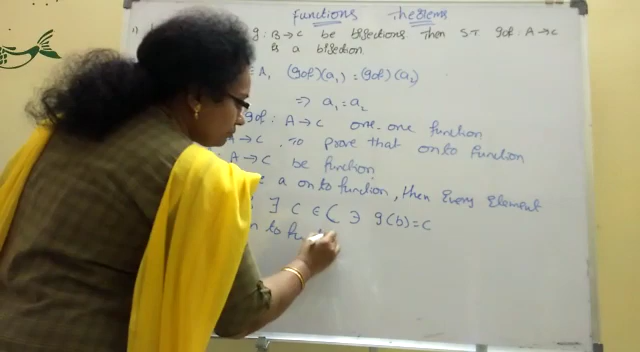 Functions Theorems
1) g : B → C be bijections. Then S.T gof : A → C
is a bijection
∈ A, (gof)(a₁) = (gof)(a₂)
⇒ a₁ = a₂
gof : A → C one-one function
A → C . To prove that onto function
A → C be function
a onto function, then Every Element
∃ C ∈ C ∋ g(b) = C